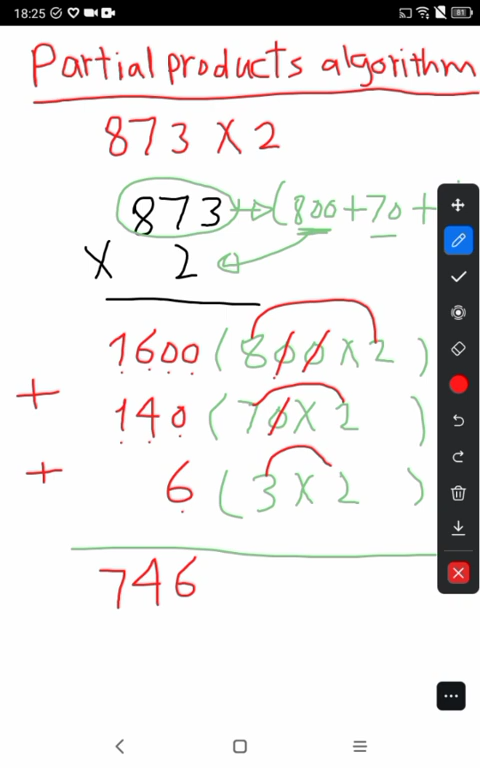 18:25
81
Partial products algorithm
873 X 2
873 (800+70+
X 2
1600 (800 X 2)
+
140 (70 X 2)
+
6 (3 X 2)
746